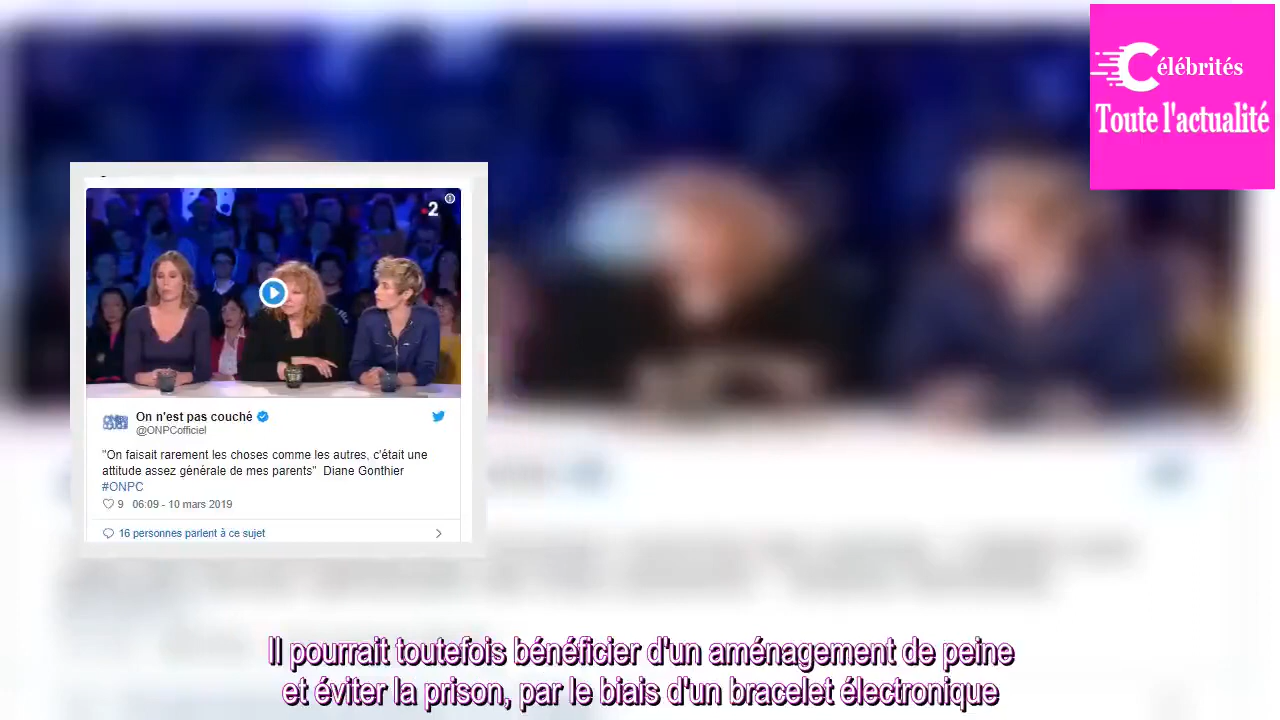 Célébrités
Toute l'actualité
2
On n'est pas couché
@ONPCofficiel
"On faisait rarement les choses comme les autres, c'était une
attitude assez générale de mes parents" Diane Gonthier
#ONPC
9 06:09 - 10 mars 2019
16 personnes parlent à ce sujet
Il pourrait toutefois bénéficier d'un aménagement de peine
et éviter la prison, par le biais d'un bracelet électronique